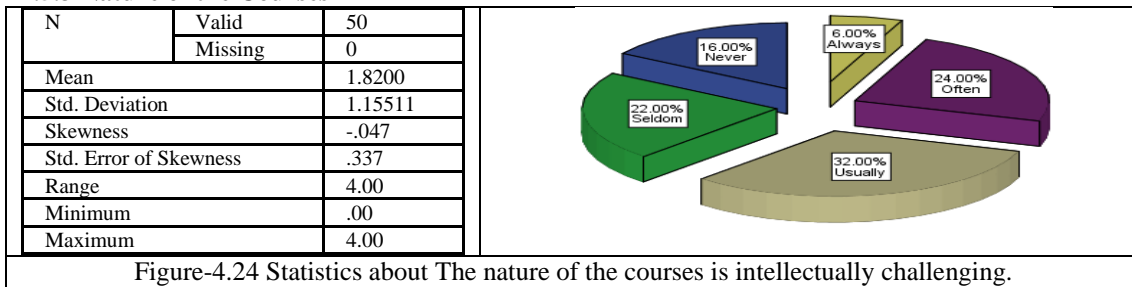 N Valid 50
Missing 0
Mean 1.8200
Std. Deviation 1.15511
Skewness -.047
Std. Error of Skewness .337
Range 4.00
Minimum .00
Maximum 4.00
16.00%
Never
6.00%
Always
24.00%
Often
22.00%
Seldom
32.00%
Usually
Figure-4.24 Statistics about The nature of the courses is intellectually challenging.